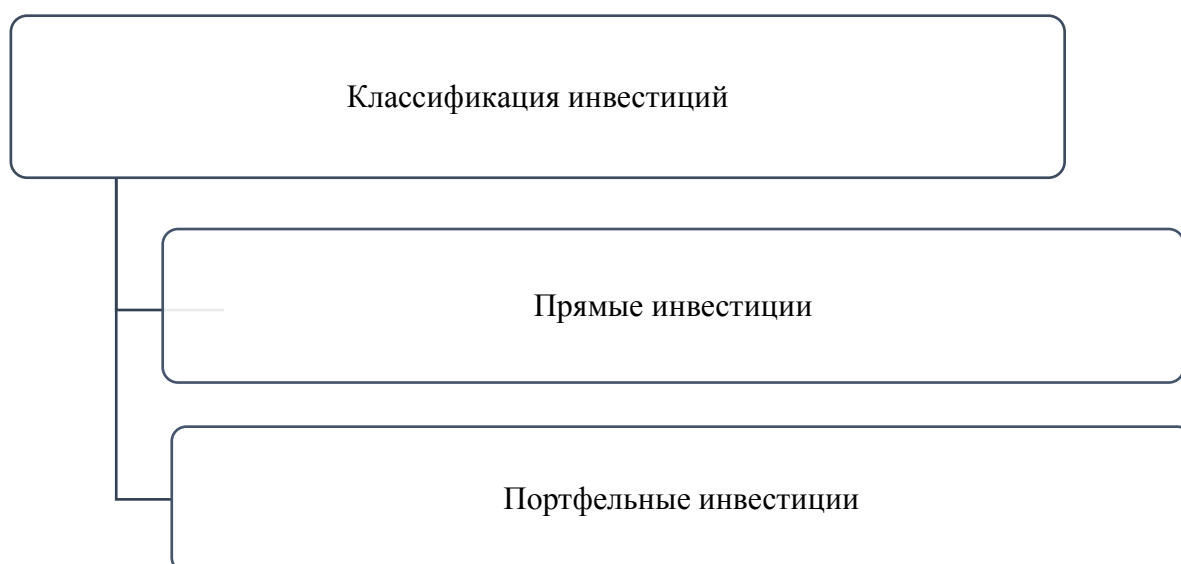 Классификация инвестиций
Прямые инвестиции
Портфельные инвестиции